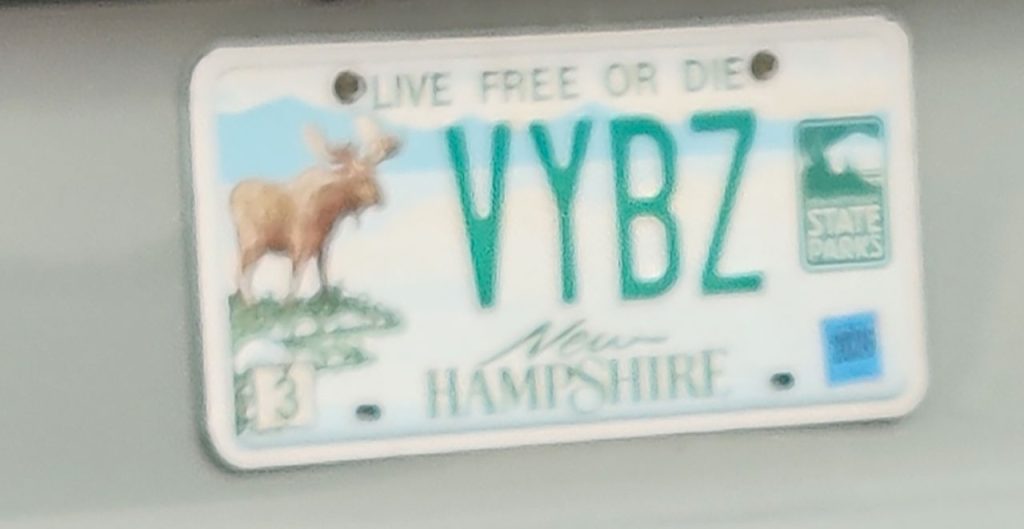 LIVE FREE OR DIE
VYBZ
STATE
PARKS
New
HAMPSHIRE
3